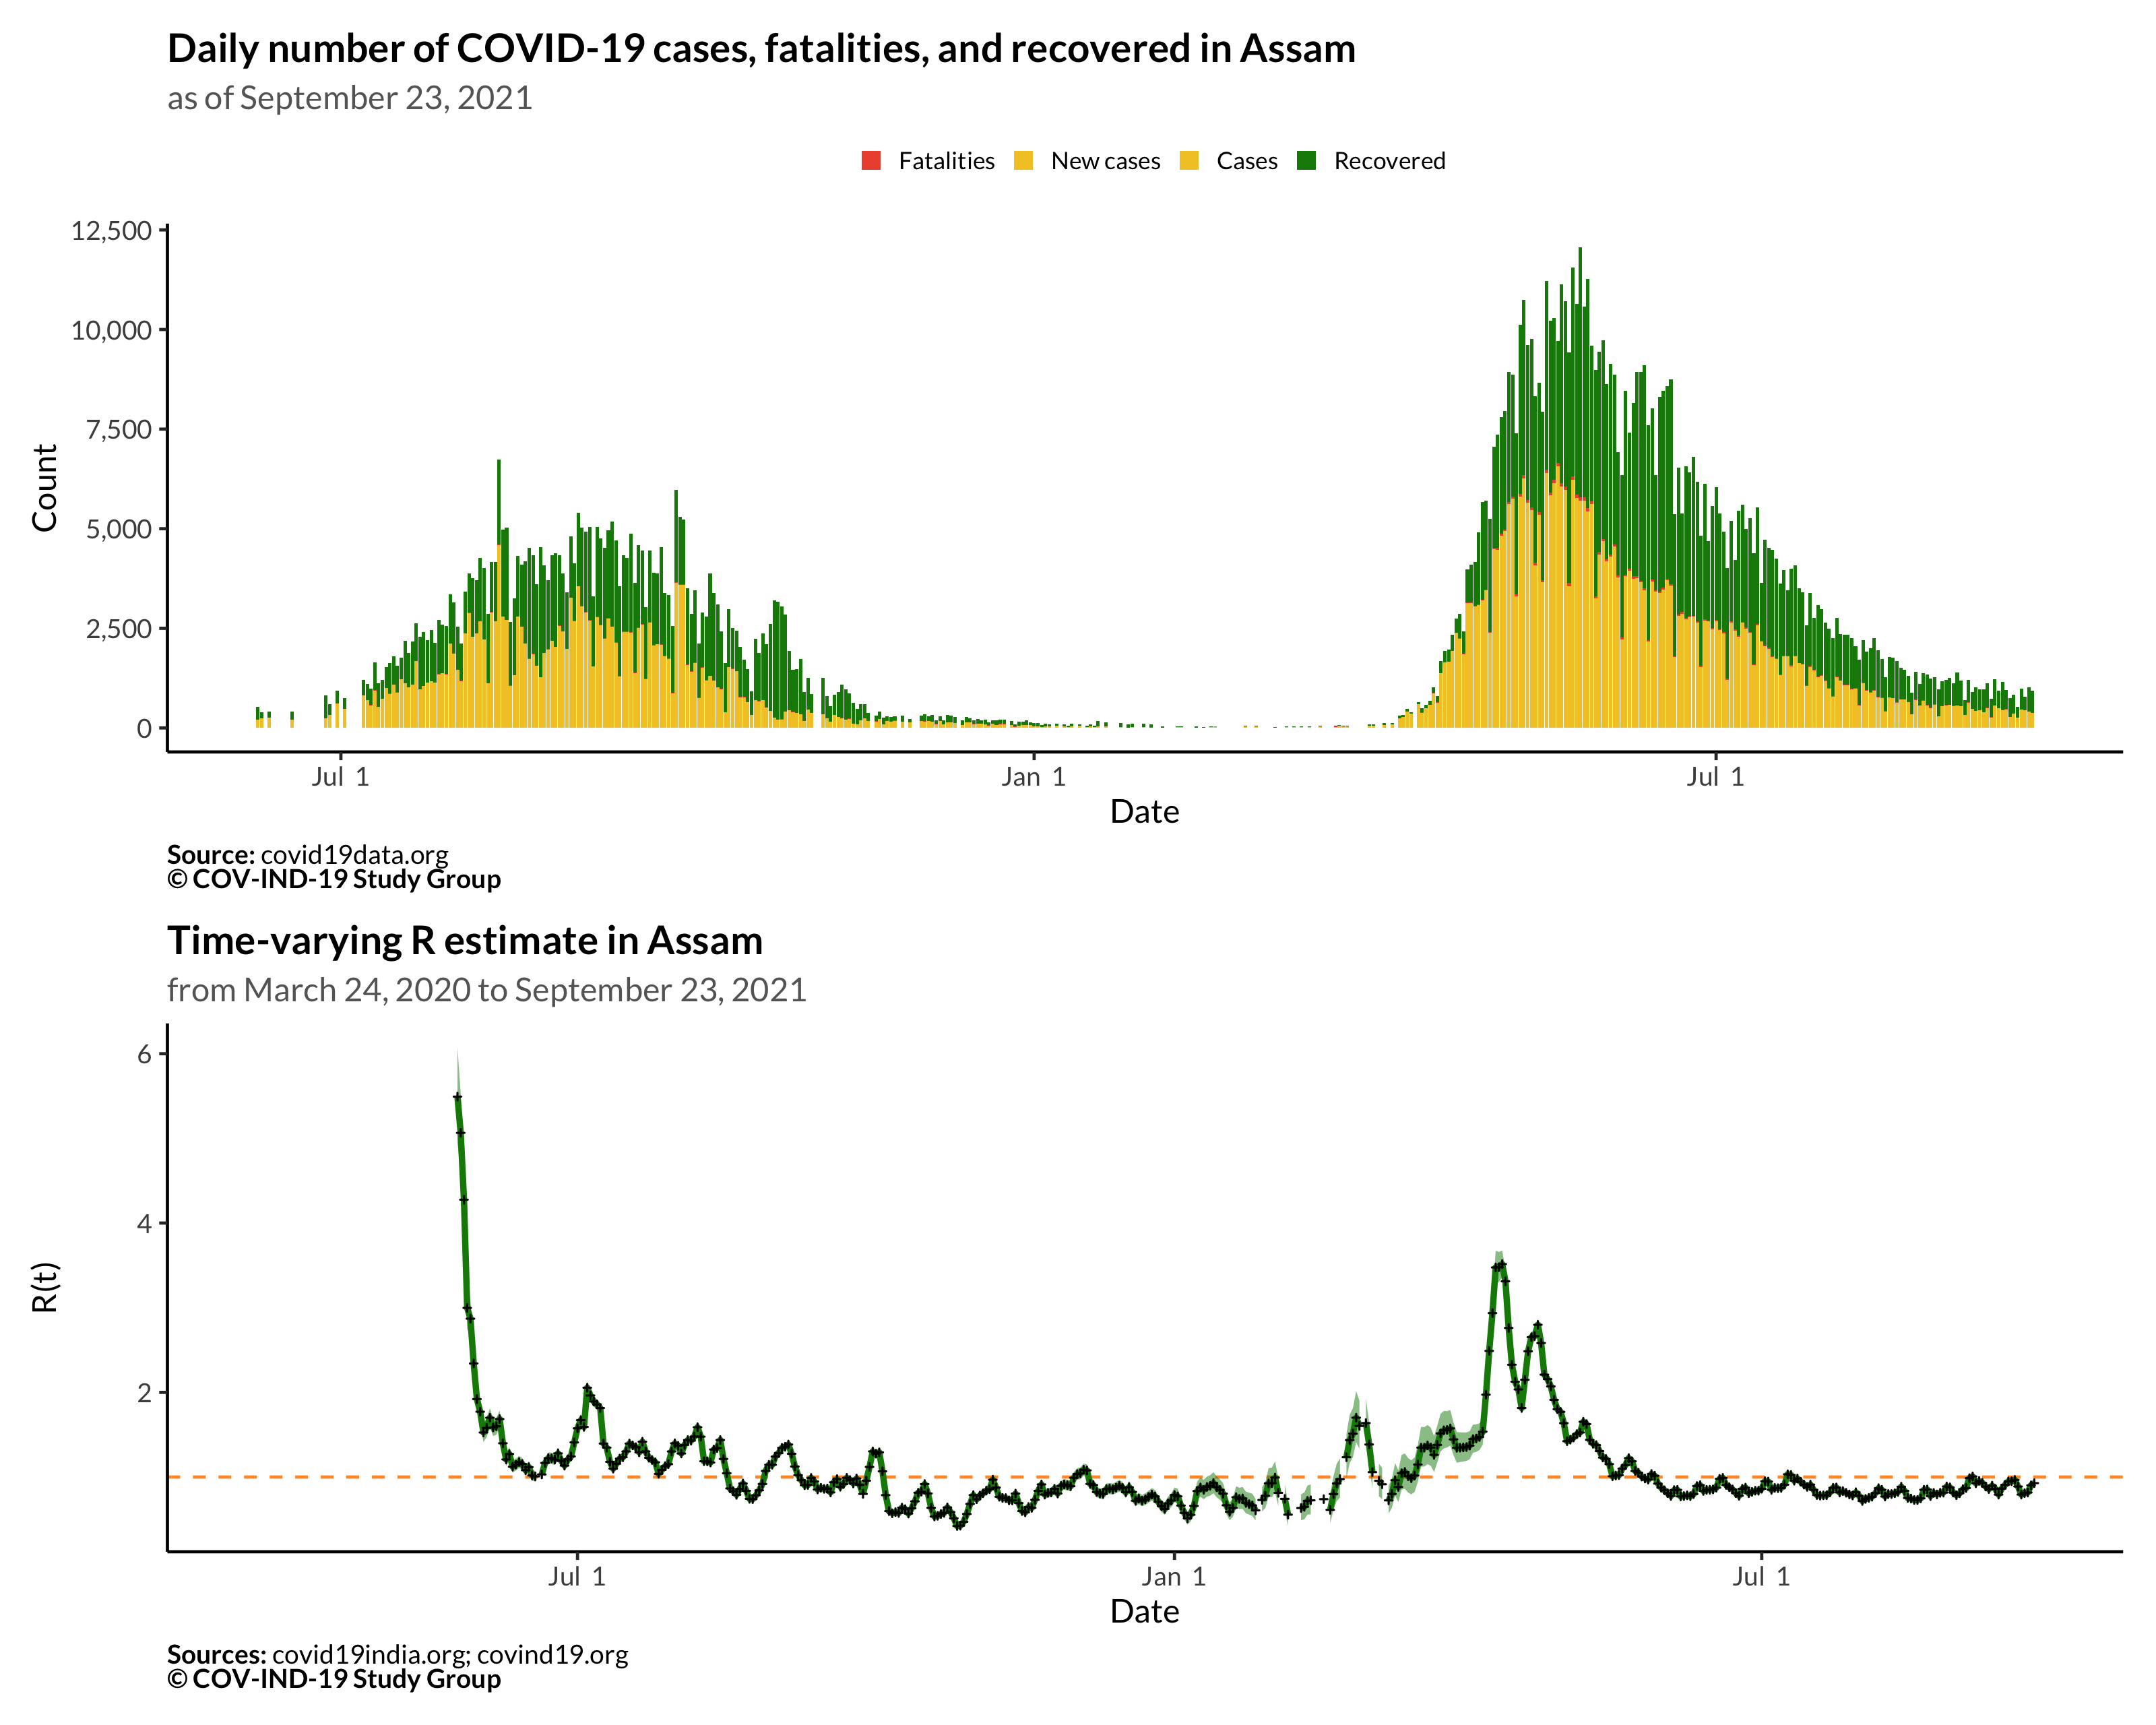 Daily number of COVID-19 cases, fatalities, and recovered in Assam
as of September 23, 2021
Fatalities New cases Cases Recovered
12,500
10,000
7,500
5,000
2,500
0
Count
Jul 1 Jan 1 Jul 1
Date
Source: covid19data.org
© COV-IND-19 Study Group
Time-varying R estimate in Assam
from March 24, 2020 to September 23, 2021
6
4
2
R(t)
Jul 1 Jan 1 Jul 1
Date
Sources: covid19india.org; covind19.org
© COV-IND-19 Study Group